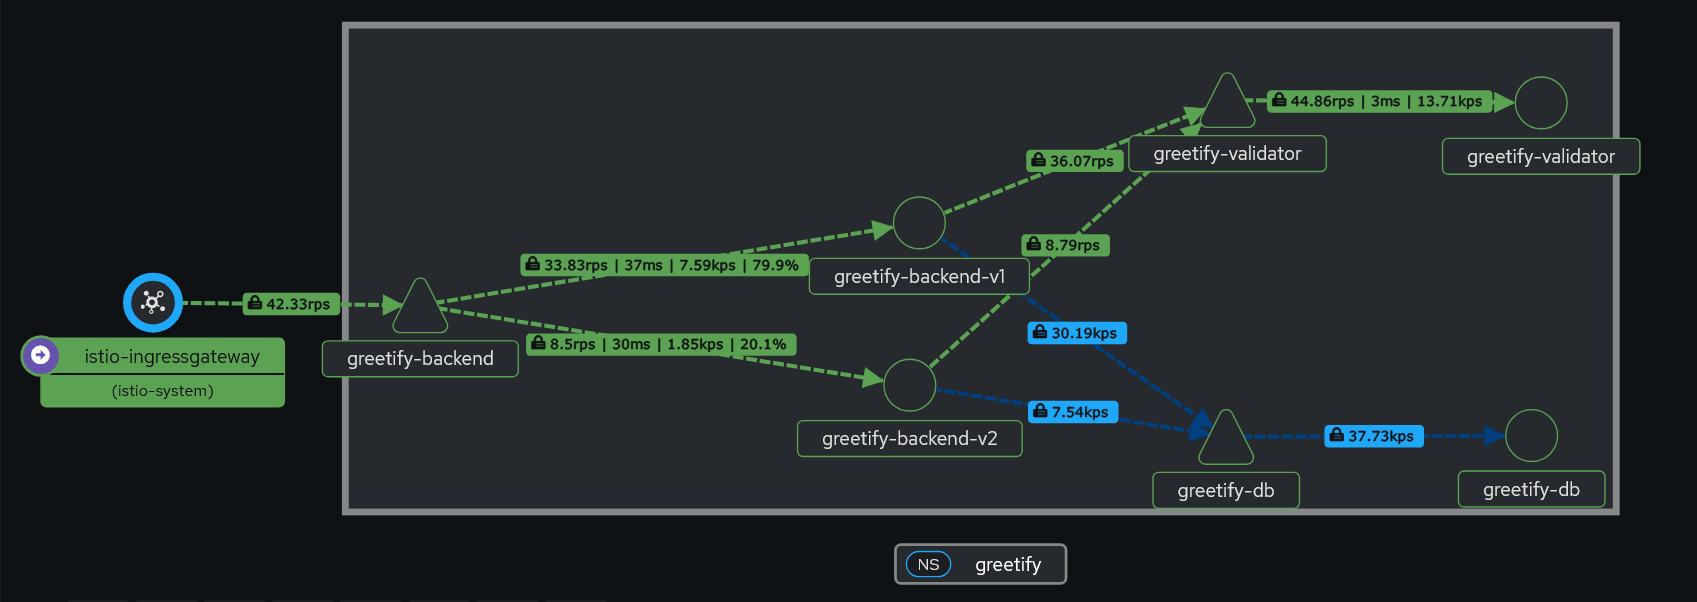 44.86rps | 3ms | 13.71kps
greetify-validator
greetify-validator
36.07rps
8.79rps
33.83rps | 37ms | 7.59kps | 79.9%
greetify-backend-v1
42.33rps
istio-ingressgateway
(istio-system)
greetify-backend
8.5rps | 30ms | 1.85kps | 20.1%
30.19kps
7.54kps
greetify-backend-v2
37.73kps
greetify-db
greetify-db
NS greetify